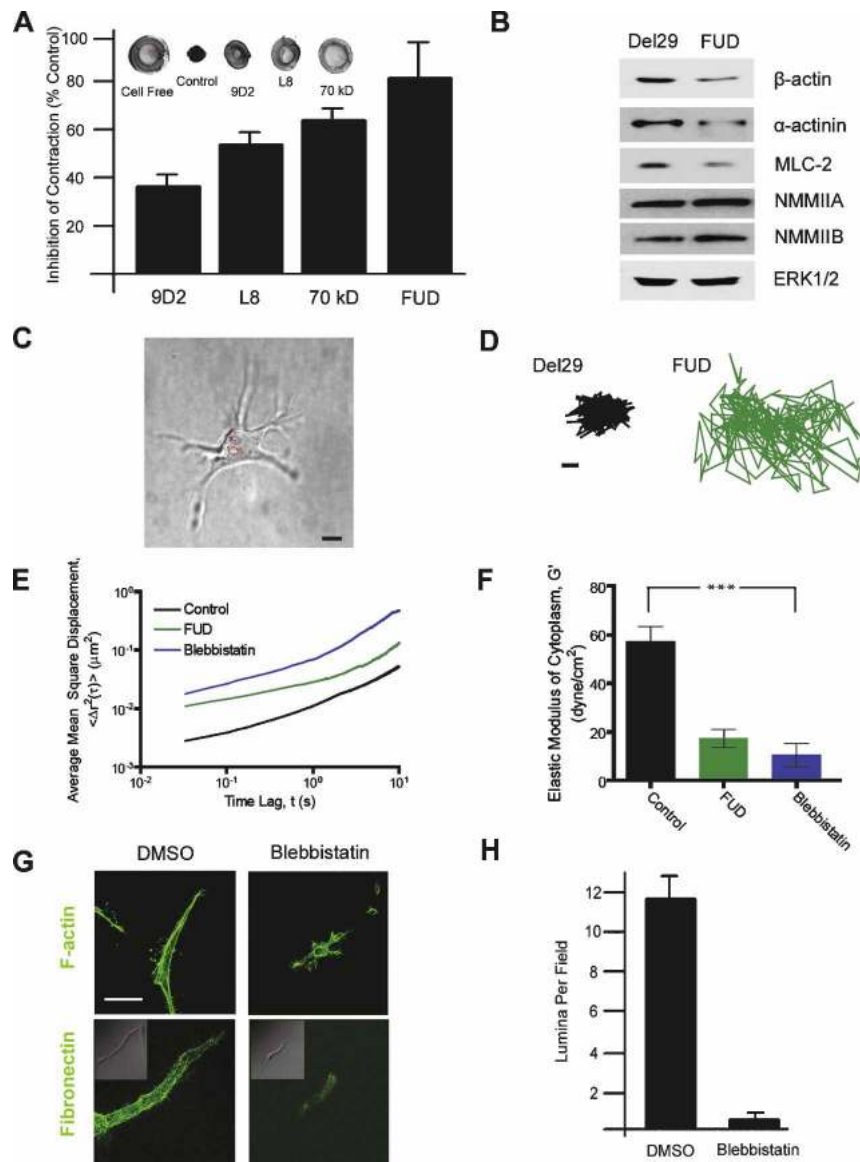 A
Inhibition of Contraction (% Control)
100
80
60
40
20
Cell Free
Control
9D2
L8
70 kD
9D2 L8 70 kD FUD
B
Del29 FUD
β-actin
α-actinin
MLC-2
NMMIIA
NMMIIB
ERK1/2
C
D
Del29 FUD
E
Average Mean Square Displacement,
<Δr²(τ)> (μm²)
10⁰
10⁻¹
10⁻²
10⁻³
Control
FUD
Blebbistatin
10⁻² 10⁻¹ 10⁰ 10¹
Time Lag, t (s)
F
Elastic Modulus of Cytoplasm, G'
(dyne/cm²)
80
60
40
20
0
***
Control
FUD
Blebbistatin
G
DMSO Blebbistatin
F-actin
Fibronectin
H
Lumina Per Field
12
10
8
12
4
2
DMSO Blebbistatin